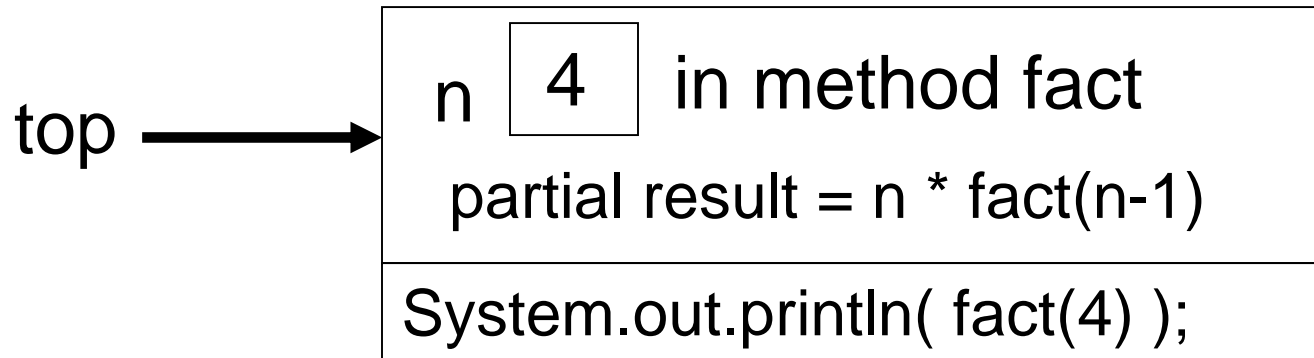 n 4 in method fact
top
partial result = n * fact(n-1)
System.out.println( fact(4) );